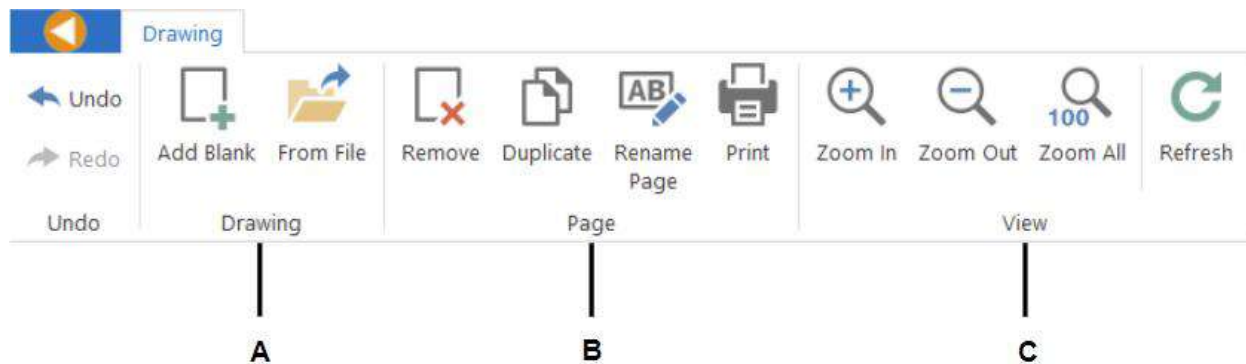 Drawing
Undo
Redo
Add Blank
From File
Remove
Duplicate
AB
Rename
Page
Print
Zoom In
Zoom Out
100
Zoom All
Refresh
Undo
Drawing
Page
View
A
B
C